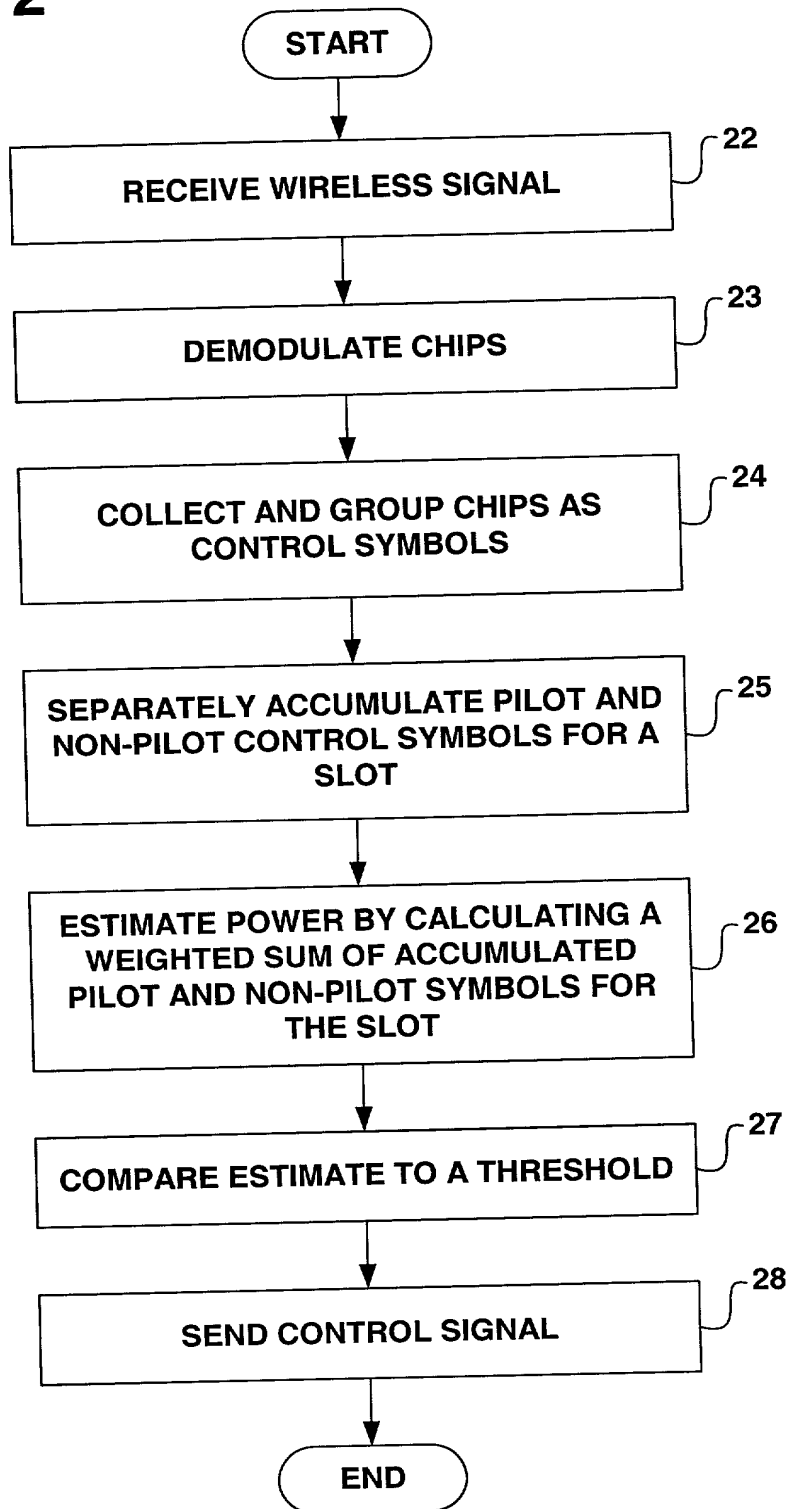 2
START
22
RECEIVE WIRELESS SIGNAL
23
DEMODULATE CHIPS
24
COLLECT AND GROUP CHIPS AS
CONTROL SYMBOLS
25
SEPARATELY ACCUMULATE PILOT AND
NON-PILOT CONTROL SYMBOLS FOR A
SLOT
26
ESTIMATE POWER BY CALCULATING A
WEIGHTED SUM OF ACCUMULATED
PILOT AND NON-PILOT SYMBOLS FOR
THE SLOT
27
COMPARE ESTIMATE TO A THRESHOLD
28
SEND CONTROL SIGNAL
END